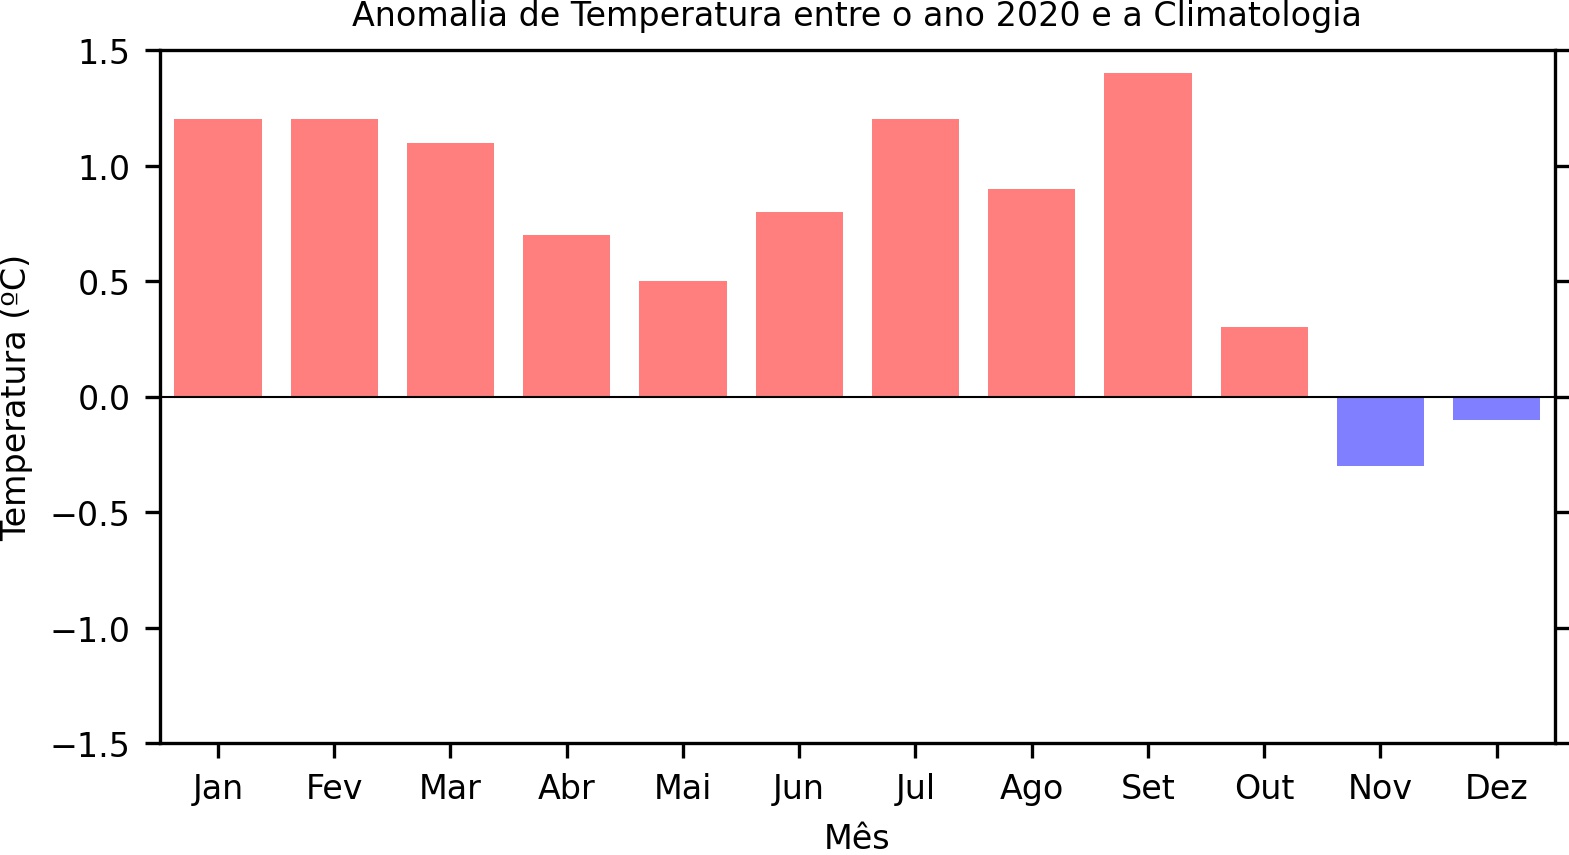 Anomalia de Temperatura entre o ano 2020 e a Climatologia
1.5
1.0
0.5
0.0
−0.5
−1.0
−1.5
Temperatura (ºC)
Jan Fev Mar Abr Mai Jun Jul Ago Set Out Nov Dez
Mês